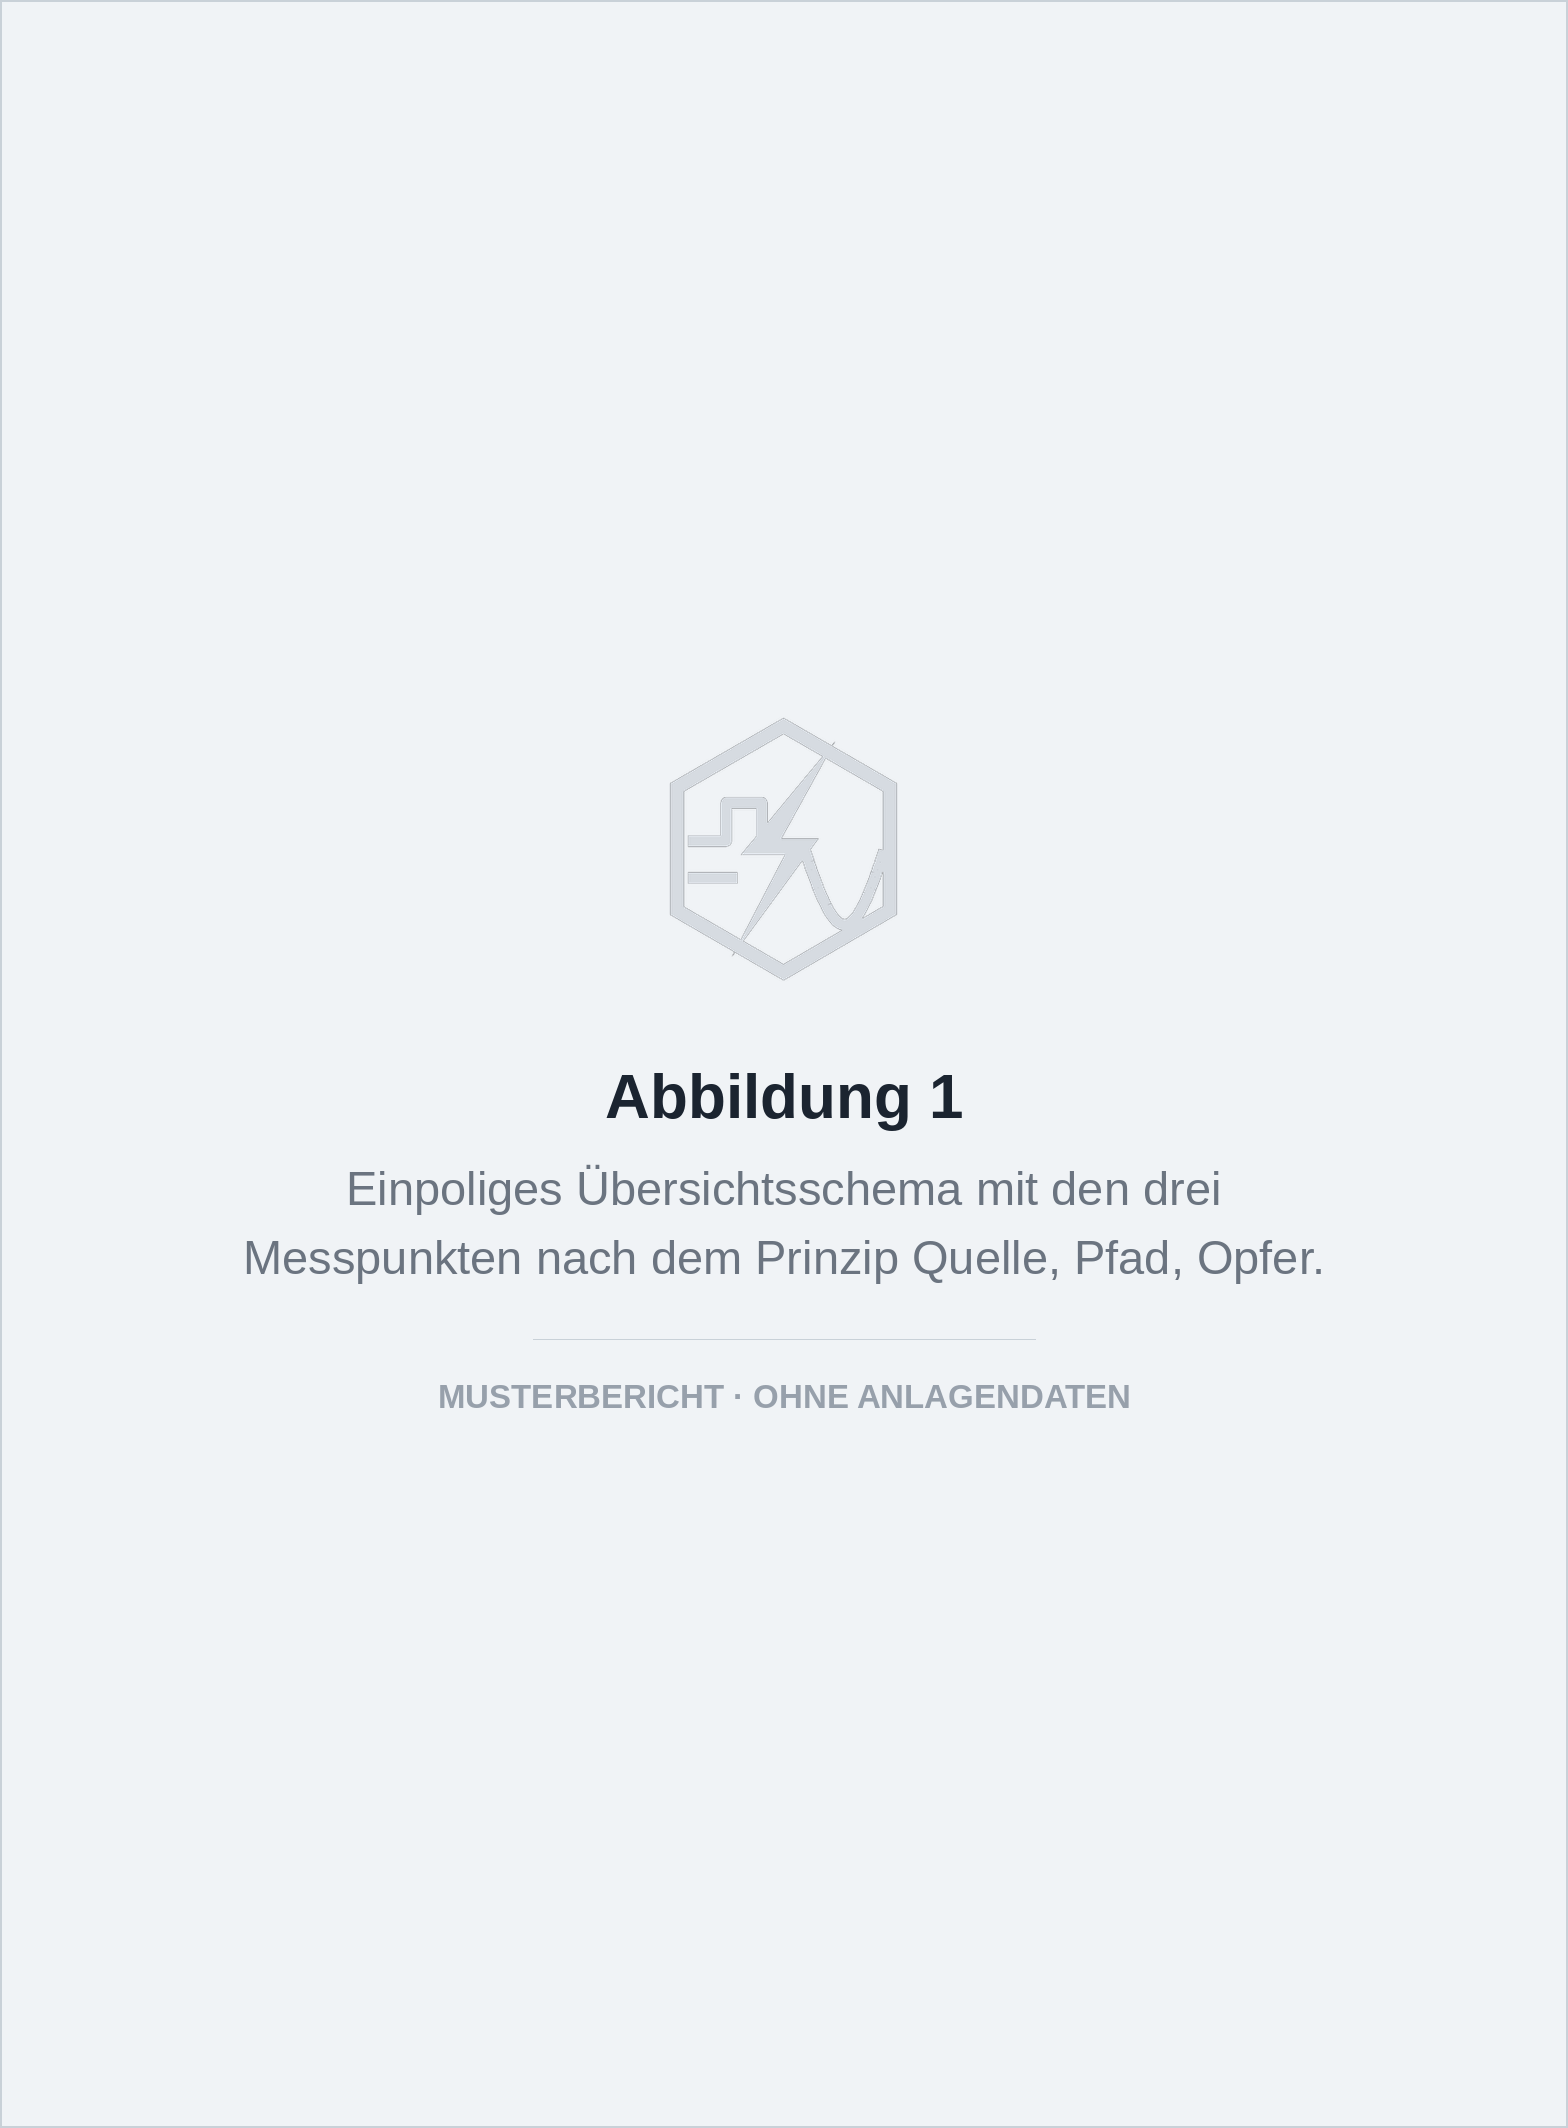 Abbildung 1
Einpoliges Übersichtsschema mit den drei
Messpunkten nach dem Prinzip Quelle, Pfad, Opfer.
MUSTERBERICHT · OHNE ANLAGENDATEN